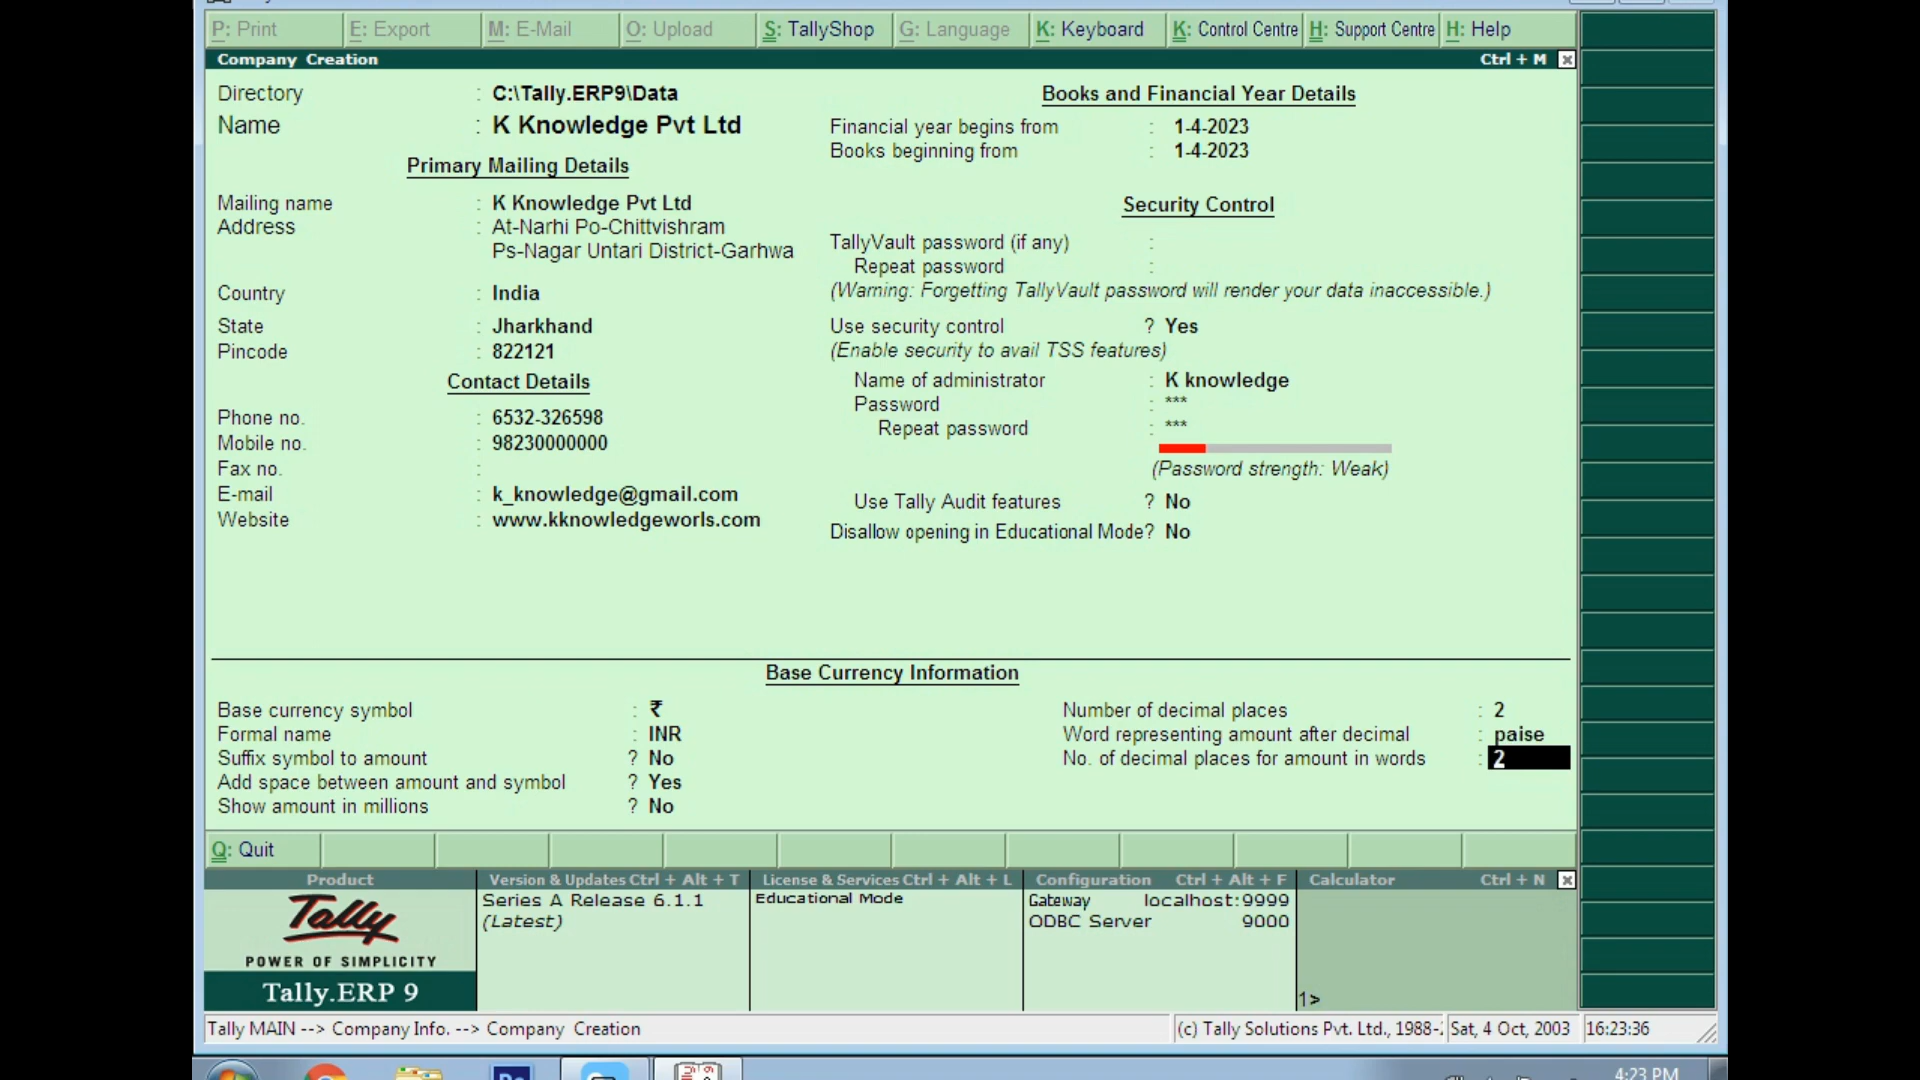 P: Print E: Export M: E-Mail O: Upload S: TallyShop G: Language K: Keyboard K: Control Centre H: Support Centre H: Help
Company Creation Ctrl + M
Directory : C:\Tally.ERP9\Data
Name : K Knowledge Pvt Ltd
Primary Mailing Details
Mailing name : K Knowledge Pvt Ltd
Address : At-Narhi Po-Chittvishram
Ps-Nagar Untari District-Garhwa
Country : India
State : Jharkhand
Pincode : 822121
Contact Details
Phone no. : 6532-326598
Mobile no. : 98230000000
Fax no. :
E-mail : k_knowledge@gmail.com
Website : www.kknowledgeworls.com
Books and Financial Year Details
Financial year begins from : 1-4-2023
Books beginning from : 1-4-2023
Security Control
TallyVault password (if any) :
Repeat password :
(Warning: Forgetting TallyVault password will render your data inaccessible.)
Use security control ? Yes
(Enable security to avail TSS features)
Name of administrator : K knowledge
Password : ***
Repeat password : ***
(Password strength: Weak)
Use Tally Audit features ? No
Disallow opening in Educational Mode? No
Base Currency Information
Base currency symbol : ₹
Formal name : INR
Suffix symbol to amount ? No
Add space between amount and symbol ? Yes
Show amount in millions ? No
Number of decimal places : 2
Word representing amount after decimal : paise
No. of decimal places for amount in words : 2
Q: Quit
Product Version & Updates Ctrl + Alt + T License & Services Ctrl + Alt + L Configuration Ctrl + Alt + F Calculator Ctrl + N
Tally
POWER OF SIMPLICITY
Tally.ERP 9
Series A Release 6.1.1
(Latest)
Educational Mode
Gateway localhost:9999
ODBC Server 9000
1>
Tally MAIN --> Company Info. --> Company Creation (c) Tally Solutions Pvt. Ltd., 1988- Sat, 4 Oct, 2003 16:23:36
4:23 PM